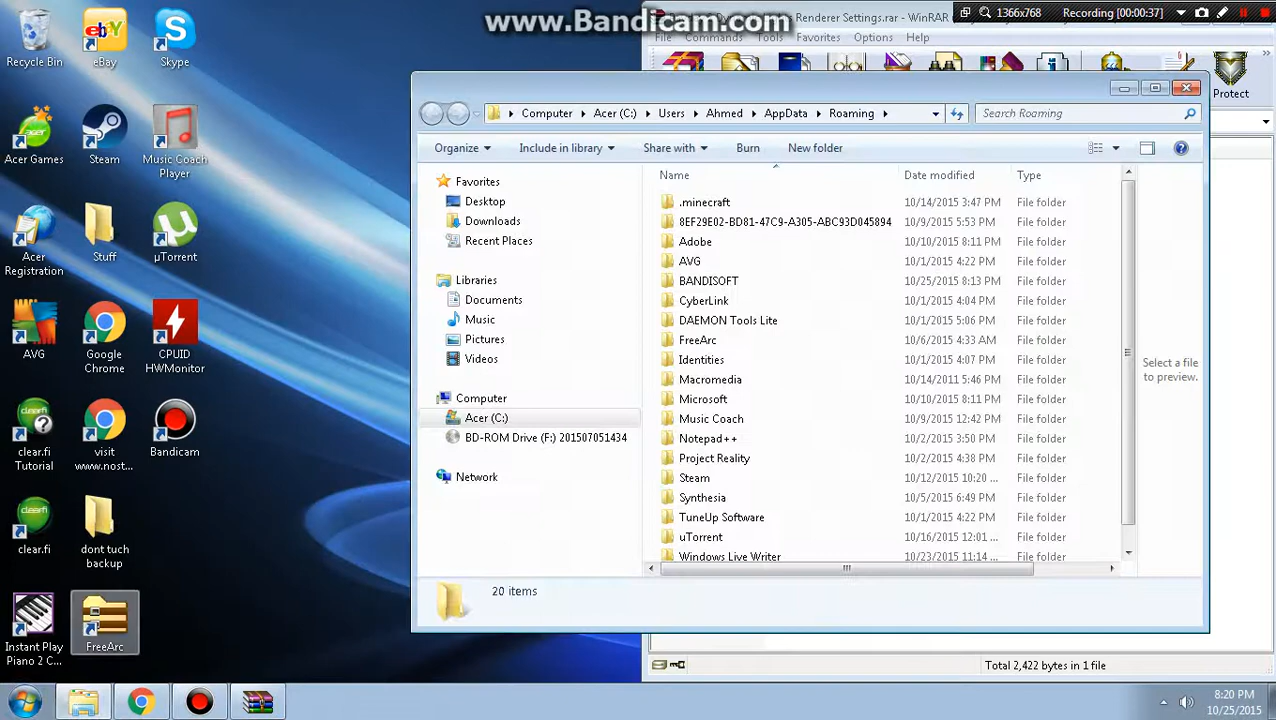 www.Bandicam.com
Renderer Settings.rar - WinRAR
1366x768
Recording [00:00:37]
File Commands Tools Favorites Options Help
Protect
Recycle Bin
eBay
Skype
Acer Games
Steam
Music Coach
Player
Acer
Registration
Stuff
µTorrent
AVG
Google
Chrome
CPUID
HWMonitor
clear.fi
Tutorial
visit
www.nost...
Bandicam
clear.fi
dont tuch
backup
Instant Play
Piano 2 C...
FreeArc
Computer Acer (C:) Users Ahmed AppData Roaming
Search Roaming
Organize Include in library Share with Burn New folder
Favorites
Desktop
Downloads
Recent Places
Libraries
Documents
Music
Pictures
Videos
Computer
Acer (C:)
BD-ROM Drive (F:) 201507051434
Network
Name Date modified Type
.minecraft 10/14/2015 3:47 PM File folder
8EF29E02-BD81-47C9-A305-ABC93D045894 10/9/2015 5:53 PM File folder
Adobe 10/10/2015 8:11 PM File folder
AVG 10/1/2015 4:22 PM File folder
BANDISOFT 10/25/2015 8:13 PM File folder
CyberLink 10/1/2015 4:04 PM File folder
DAEMON Tools Lite 10/1/2015 5:06 PM File folder
FreeArc 10/6/2015 4:33 AM File folder
Identities 10/1/2015 4:07 PM File folder
Macromedia 10/14/2011 5:46 PM File folder
Microsoft 10/10/2015 8:11 PM File folder
Music Coach 10/9/2015 12:42 PM File folder
Notepad++ 10/2/2015 3:50 PM File folder
Project Reality 10/2/2015 4:38 PM File folder
Steam 10/12/2015 6:30 ... File folder
Synthesia 10/5/2015 6:49 PM File folder
TuneUp Software 10/1/2015 4:22 PM File folder
uTorrent 10/16/2015 12:01 ... File folder
Windows Live Writer 10/23/2015 11:14 ... File folder
Select a file
to preview.
20 items
Total 2,422 bytes in 1 file
8:20 PM
10/25/2015